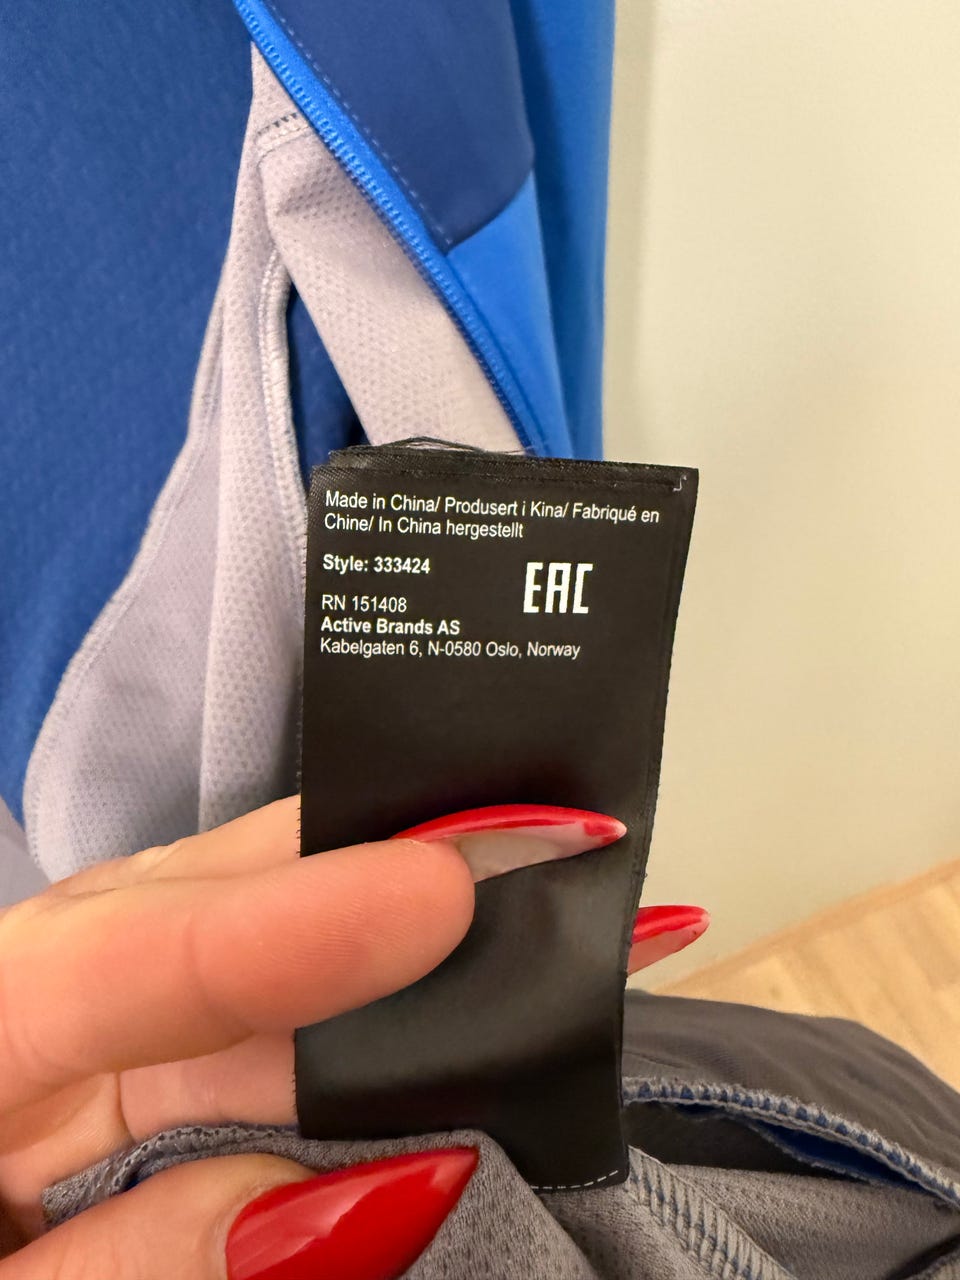 Made in China/ Produsert i Kina/ Fabriqué en
Chine/ In China hergestellt
Style: 333424
EAC
RN 151408
Active Brands AS
Kabelgaten 6, N-0580 Oslo, Norway